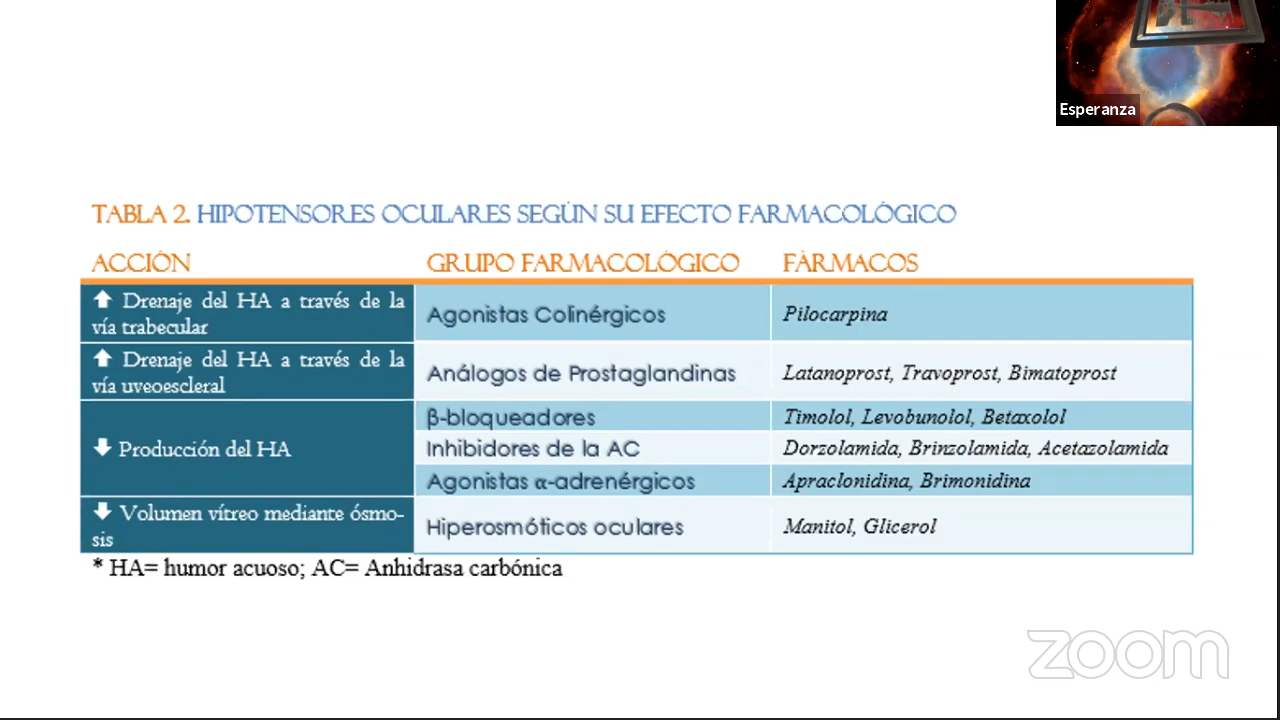 Esperanza
TABLA 2. HIPOTENSORES OCULARES SEGÚN SU EFECTO FARMACOLÓGICO
ACCIÓN GRUPO FARMACOLÓGICO FÀRMACOS
⬆ Drenaje del HA a través de la
vía trabecular
Agonistas Colinérgicos Pilocarpina
⬆ Drenaje del HA a través de la
vía uveoescleral
Análogos de Prostaglandinas Latanoprost, Travoprost, Bimatoprost
⬇ Producción del HA
β-bloqueadores Timolol, Levobunolol, Betaxolol
Inhibidores de la AC Dorzolamida, Brinzolamida, Acetazolamida
Agonistas α-adrenérgicos Apraclonidina, Brimonidina
⬇ Volumen vítreo mediante ósmo-
sis
Hiperosmóticos oculares Manitol, Glicerol
* HA= humor acuoso; AC= Anhidrasa carbónica
zoom